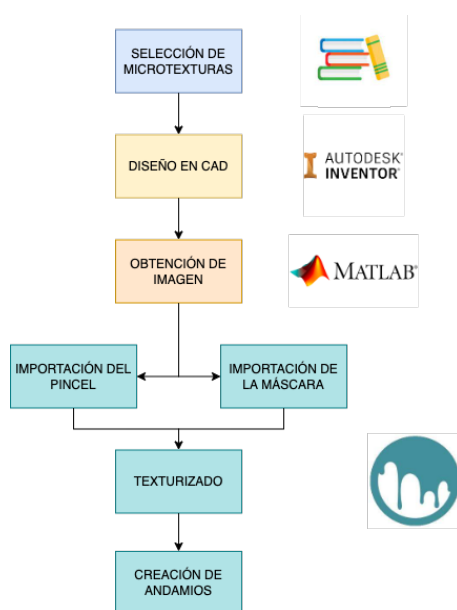 SELECCIÓN DE
MICROTEXTURAS
DISEÑO EN CAD
AUTODESK®
INVENTOR®
OBTENCIÓN DE
IMAGEN
MATLAB®
IMPORTACIÓN DEL
PINCEL
IMPORTACIÓN DE
LA MÁSCARA
TEXTURIZADO
CREACIÓN DE
ANDAMIOS